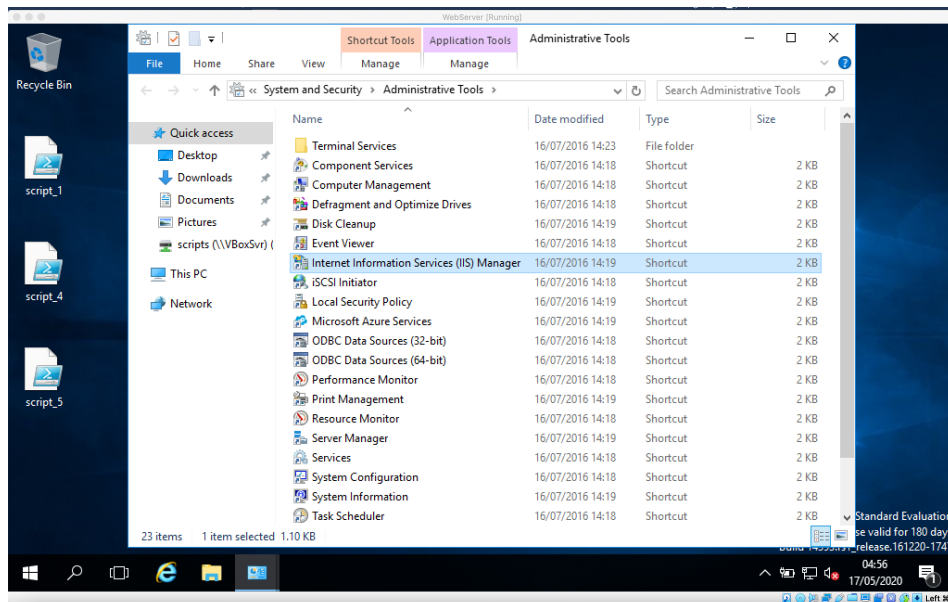 WebServer [Running]
Shortcut Tools Application Tools Administrative Tools
File Home Share View Manage Manage
« System and Security > Administrative Tools >
Search Administrative Tools
Name Date modified Type Size
Recycle Bin
script_1
script_4
script_5
Quick access
Desktop
Downloads
Documents
Pictures
scripts (\\VBoxSvr) (
This PC
Network
Terminal Services 16/07/2016 14:23 File folder
Component Services 16/07/2016 14:18 Shortcut 2 KB
Computer Management 16/07/2016 14:18 Shortcut 2 KB
Defragment and Optimize Drives 16/07/2016 14:18 Shortcut 2 KB
Disk Cleanup 16/07/2016 14:19 Shortcut 2 KB
Event Viewer 16/07/2016 14:18 Shortcut 2 KB
Internet Information Services (IIS) Manager 16/07/2016 14:19 Shortcut 2 KB
iSCSI Initiator 16/07/2016 14:18 Shortcut 2 KB
Local Security Policy 16/07/2016 14:19 Shortcut 2 KB
Microsoft Azure Services 16/07/2016 14:19 Shortcut 2 KB
ODBC Data Sources (32-bit) 16/07/2016 14:18 Shortcut 2 KB
ODBC Data Sources (64-bit) 16/07/2016 14:18 Shortcut 2 KB
Performance Monitor 16/07/2016 14:18 Shortcut 2 KB
Print Management 16/07/2016 14:19 Shortcut 2 KB
Resource Monitor 16/07/2016 14:18 Shortcut 2 KB
Server Manager 16/07/2016 14:19 Shortcut 2 KB
Services 16/07/2016 14:18 Shortcut 2 KB
System Configuration 16/07/2016 14:18 Shortcut 2 KB
System Information 16/07/2016 14:19 Shortcut 2 KB
Task Scheduler 16/07/2016 14:18 Shortcut 2 KB
23 items 1 item selected 1.10 KB
Standard Evaluation
se valid for 180 day
release.161220-174
04:56
17/05/2020
1
Left